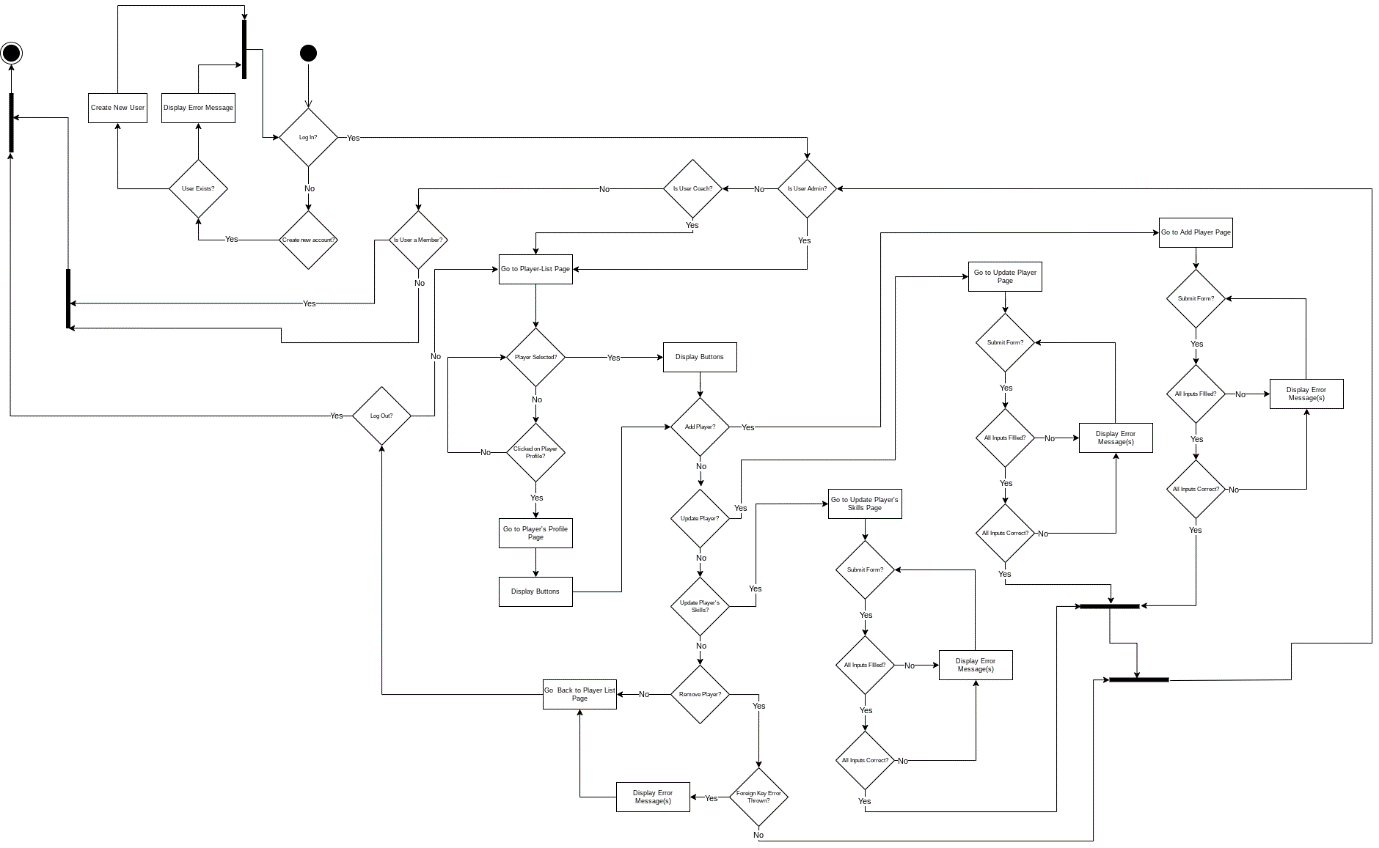 Create New User
Display Error Message
Log In?
Yes
No
User Exists?
Yes
Create new account?
Is User a Member?
No
Is User Coach?
No
Is User Admin?
Yes
Yes
Yes
No
Go to Player-List Page
Player Selected?
Yes
Display Buttons
No
No
Log Out?
Yes
Clicked on Player
Profile?
No
Yes
Go to Player's Profile
Page
Display Buttons
Add Player?
Yes
No
Update Player?
Yes
No
Update Player's
Skills?
Yes
No
Remove Player?
No
Yes
Go  Back to Player List
Page
Foreign Key Error
Thrown?
Yes
No
Display Error
Message(s)
Go to Update Player's
Skills Page
Submit Form?
Yes
All Inputs Filled?
No
Display Error
Message(s)
Yes
All Inputs Correct?
No
Yes
Go to Update Player
Page
Submit Form?
Yes
All Inputs Filled?
No
Display Error
Message(s)
Yes
All Inputs Correct?
No
Yes
Go to Add Player Page
Submit Form?
Yes
All Inputs Filled?
No
Display Error
Message(s)
Yes
All Inputs Correct?
No
Yes